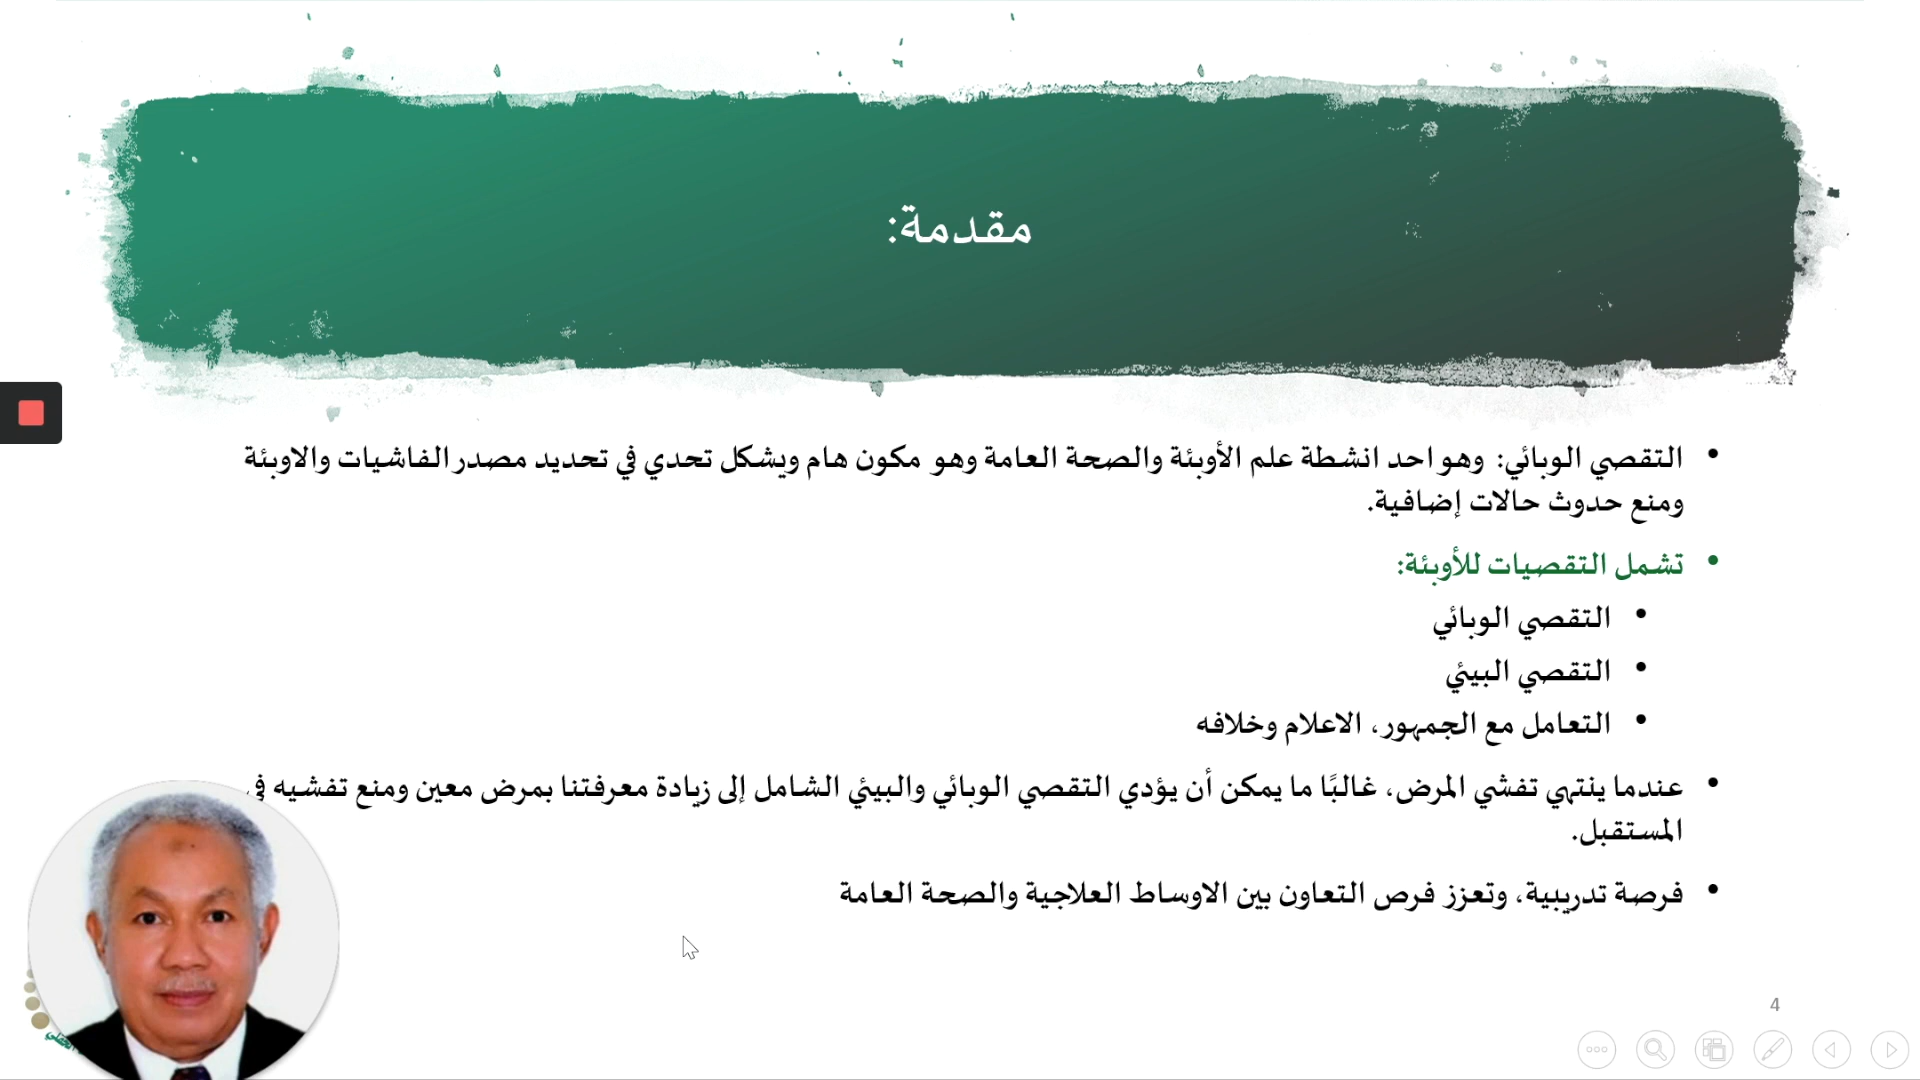 مقدمة:
• التقصي الوبائي: وهو احد انشطة علم الأوبئة والصحة العامة وهو مكون هام ويشكل تحدي في تحديد مصدر الفاشيات والاوبئة
ومنع حدوث حالات إضافية.
• تشمل التقصيات للأوبئة:
• التقصي الوبائي
• التقصي البيئي
• التعامل مع الجمهور، الاعلام وخلافه
• عندما ينتهي تفشي المرض، غالبًا ما يمكن أن يؤدي التقصي الوبائي والبيئي الشامل إلى زيادة معرفتنا بمرض معين ومنع تفشيه في
المستقبل.
• فرصة تدريبية، وتعزز فرص التعاون بين الاوساط العلاجية والصحة العامة
4